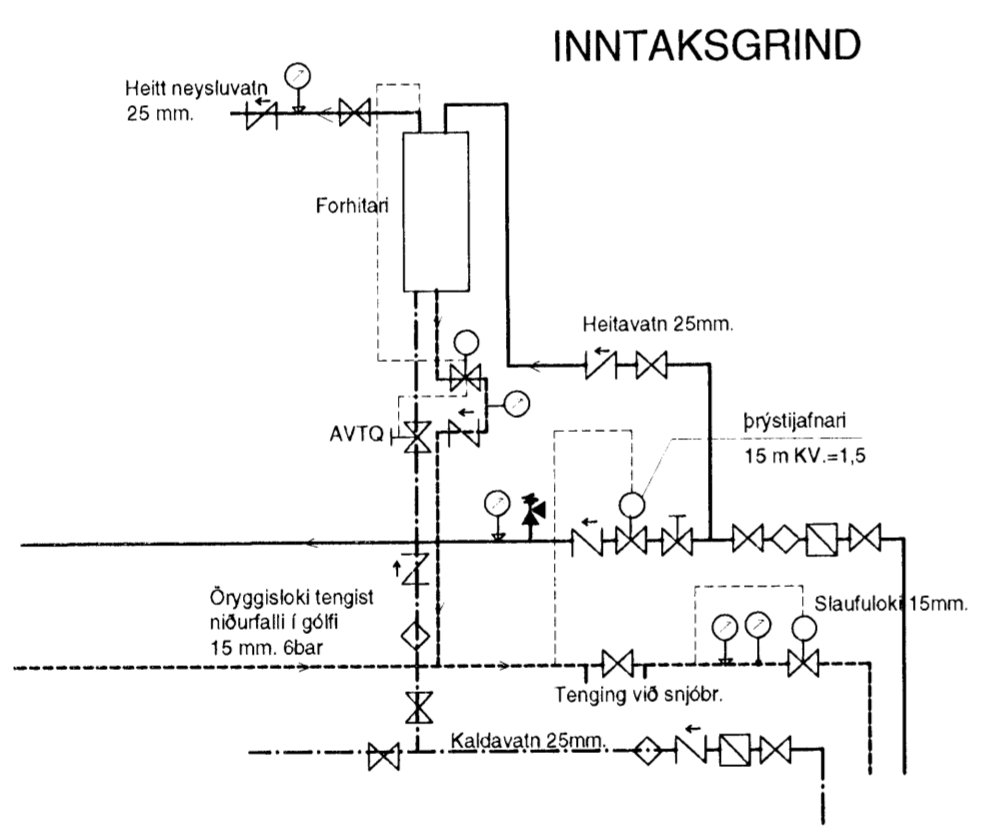 INNTAKSGRIND
Heitt neysluvatn
25 mm.
Forhitari
Heitavatn 25mm.
AVTQ
þrýstijafnari
15 m KV.=1,5
Öryggisloki tengist
niðurfalli í gólfi
15 mm. 6bar
Slaufuloki 15mm.
Tenging við snjóbr.
Kaldavatn 25mm.